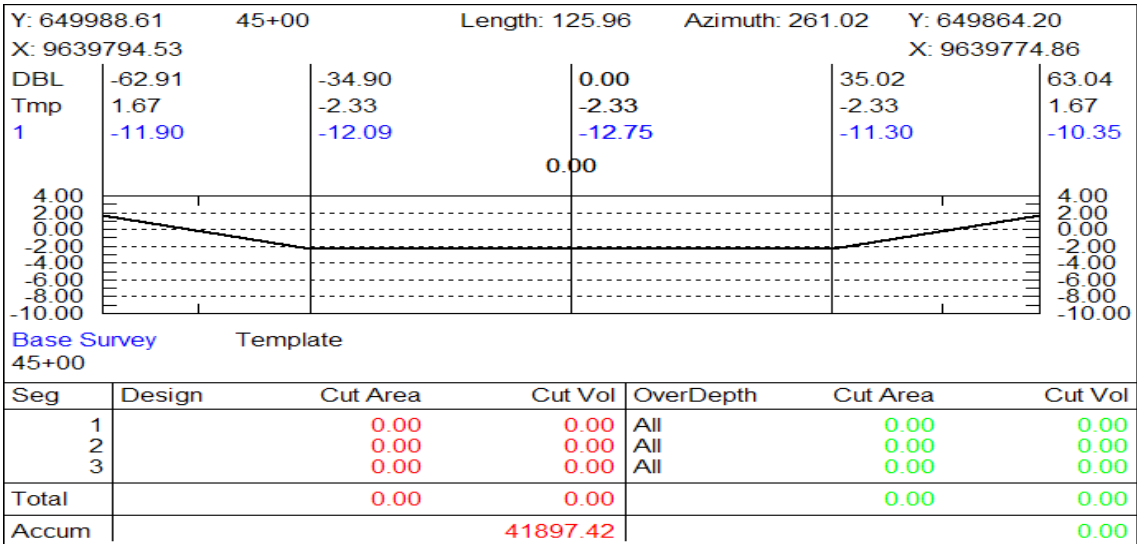 Y: 649988.61 45+00 Length: 125.96 Azimuth: 261.02 Y: 649864.20
X: 9639794.53 X: 9639774.86
DBL -62.91 -34.90 0.00 35.02 63.04
Tmp 1.67 -2.33 -2.33 -2.33 1.67
1 -11.90 -12.09 -12.75 -11.30 -10.35
0.00
4.00 4.00
2.00 2.00
0.00 0.00
-2.00 -2.00
-4.00 -4.00
-6.00 -6.00
-8.00 -8.00
-10.00 -10.00
Base Survey Template
45+00
Seg Design Cut Area Cut Vol OverDepth Cut Area Cut Vol
1 0.00 0.00 All 0.00 0.00
2 0.00 0.00 All 0.00 0.00
3 0.00 0.00 All 0.00 0.00
Total 0.00 0.00 0.00 0.00
Accum 41897.42 0.00